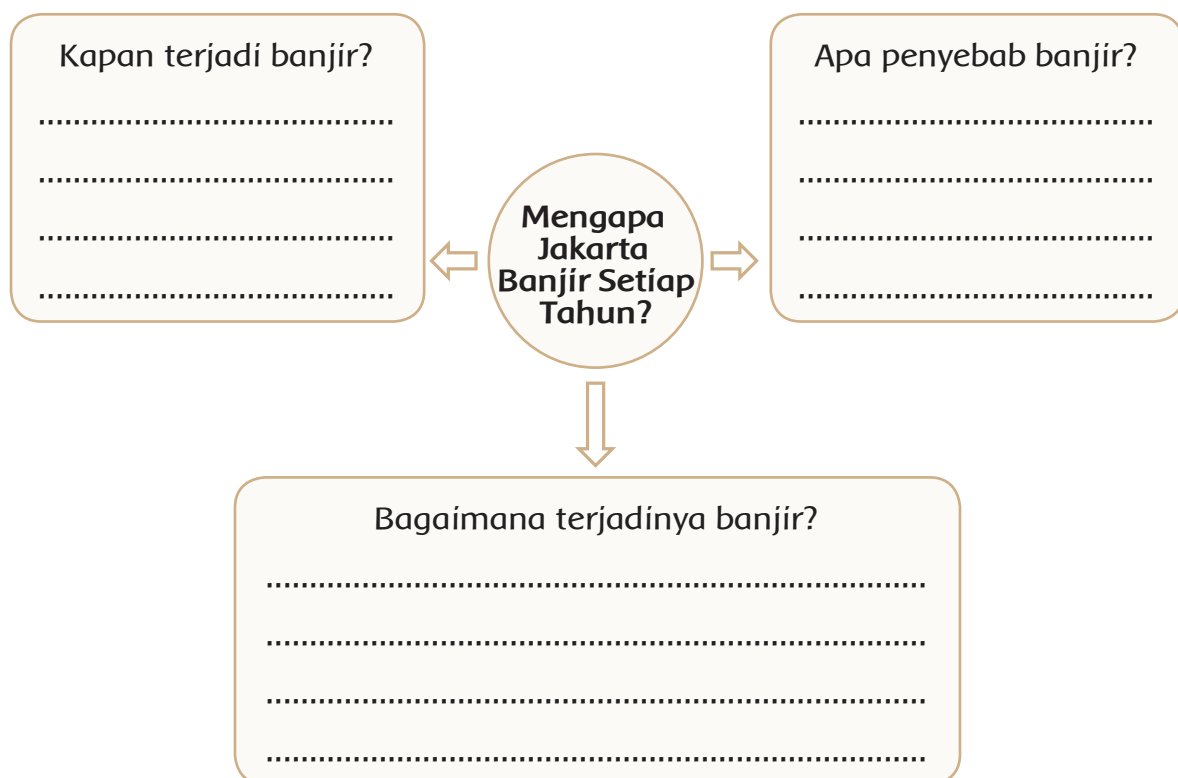 Kapan terjadi banjir?
.........................................
.........................................
.........................................
.........................................
Mengapa
Jakarta
Banjir Setiap
Tahun?
Apa penyebab banjir?
.........................................
.........................................
.........................................
.........................................
Bagaimana terjadinya banjir?
............................................................................
............................................................................
............................................................................
............................................................................